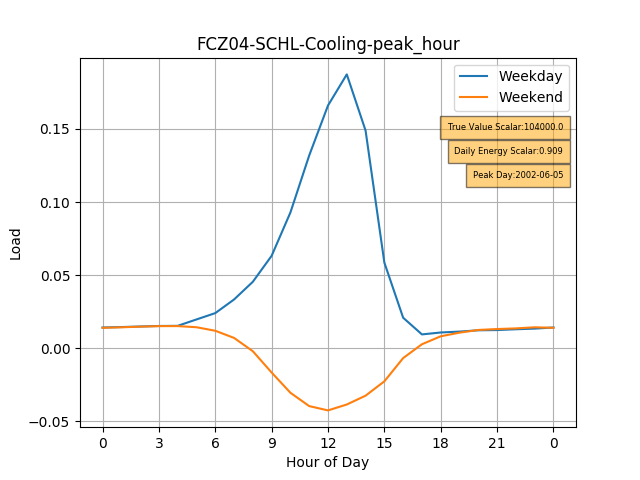 FCZ04-SCHL-Cooling-peak_hour
Weekday
Weekend
True Value Scalar:104000.0
Daily Energy Scalar:0.909
Peak Day:2002-06-05
0.15
0.10
0.05
0.00
−0.05
Load
0 3 6 9 12 15 18 21 0
Hour of Day